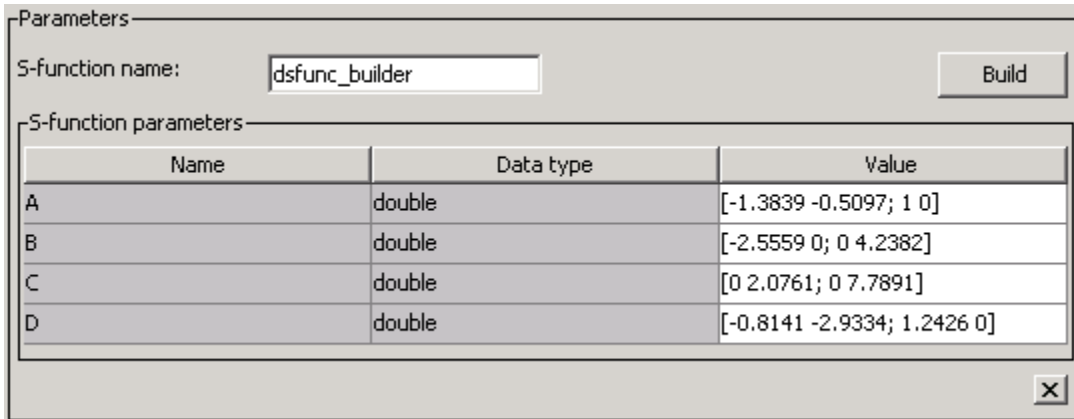 Parameters
S-function name: dsfunc_builder Build
S-function parameters
Name Data type Value
A double [-1.3839 -0.5097; 1 0]
B double [-2.5559 0; 0 4.2382]
C double [0 2.0761; 0 7.7891]
D double [-0.8141 -2.9334; 1.2426 0]